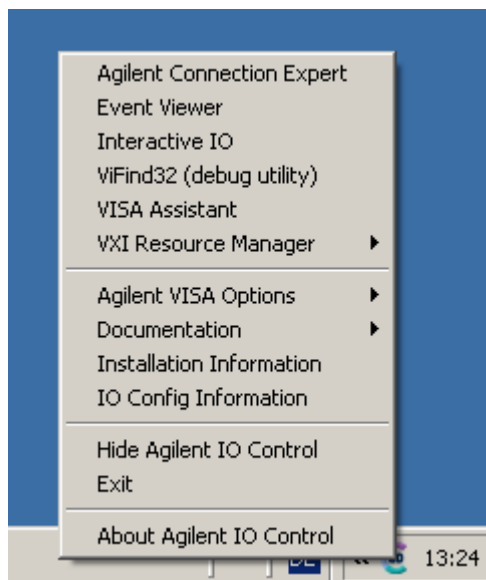 Agilent Connection Expert
Event Viewer
Interactive IO
ViFind32 (debug utility)
VISA Assistant
VXI Resource Manager
Agilent VISA Options
Documentation
Installation Information
IO Config Information
Hide Agilent IO Control
Exit
About Agilent IO Control
13:24